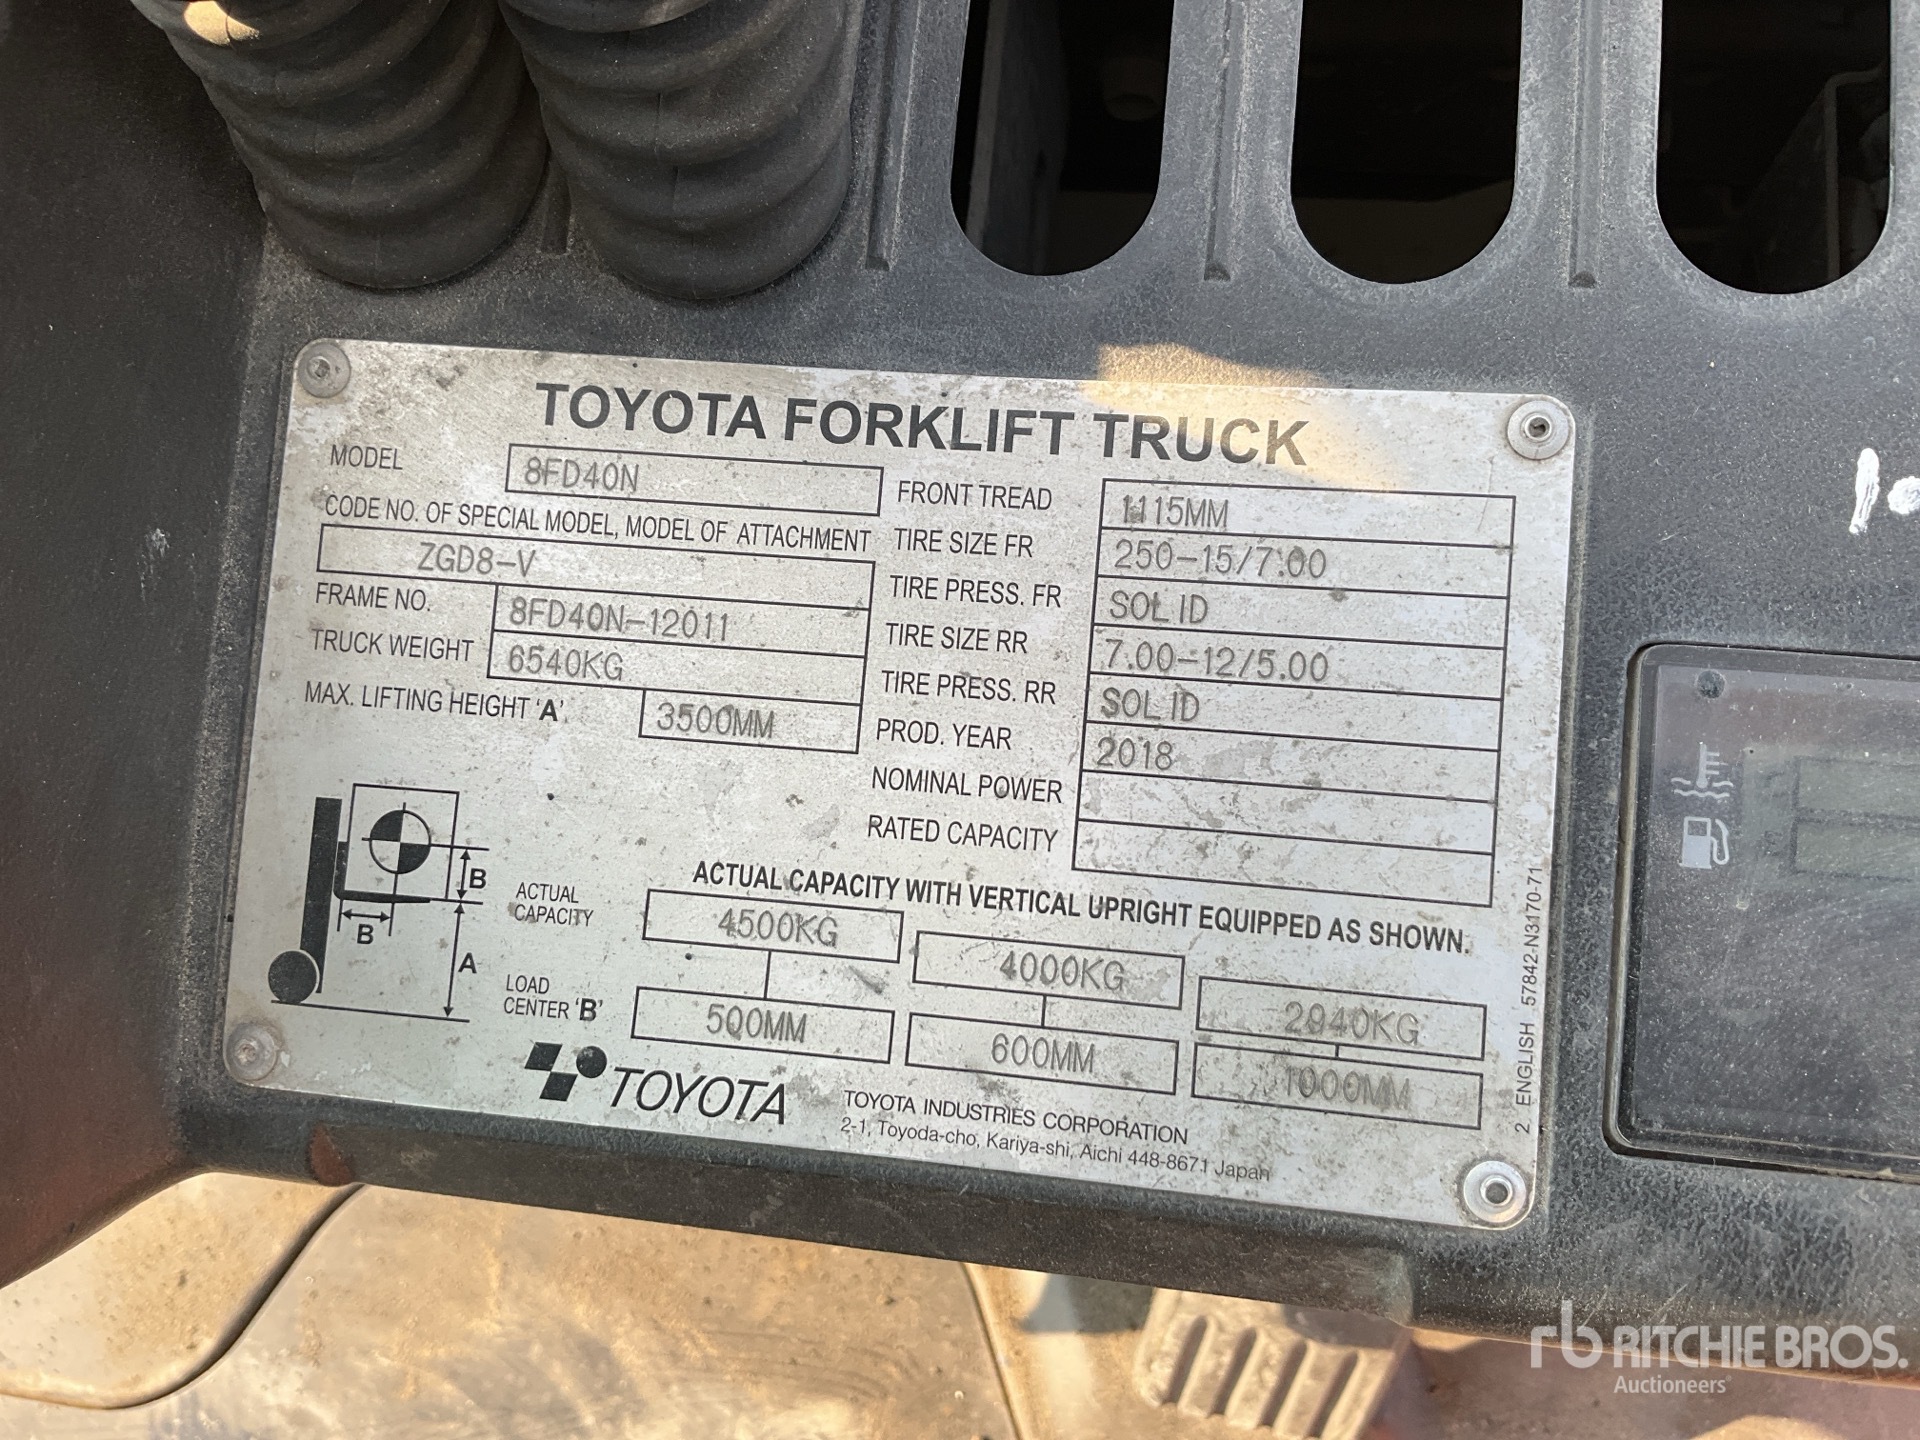 TOYOTA FORKLIFT TRUCK
MODEL 8FD40N
CODE NO. OF SPECIAL MODEL, MODEL OF ATTACHMENT
ZGD8-V
FRAME NO. 8FD40N-12011
TRUCK WEIGHT 6540KG
MAX. LIFTING HEIGHT 'A'. 3500MM
FRONT TREAD 1115MM
TIRE SIZE FR 250-15/7.00
TIRE PRESS. FR SOLID
TIRE SIZE RR 7.00-12/5.00
TIRE PRESS. RR SOLID
PROD. YEAR 2018
NOMINAL POWER
RATED CAPACITY
ACTUAL CAPACITY WITH VERTICAL UPRIGHT EQUIPPED AS SHOWN.
B
B
A
ACTUAL
CAPACITY
4500KG 4000KG 2940KG
LOAD
CENTER 'B'
500MM 600MM 1000MM
TOYOTA
TOYOTA INDUSTRIES CORPORATION
2-1, Toyoda-cho, Kariya-shi, Aichi 448-8671 Japan
2 ENGLISH 57842-N3170-71
rb RITCHIE BROS.
Auctioneers